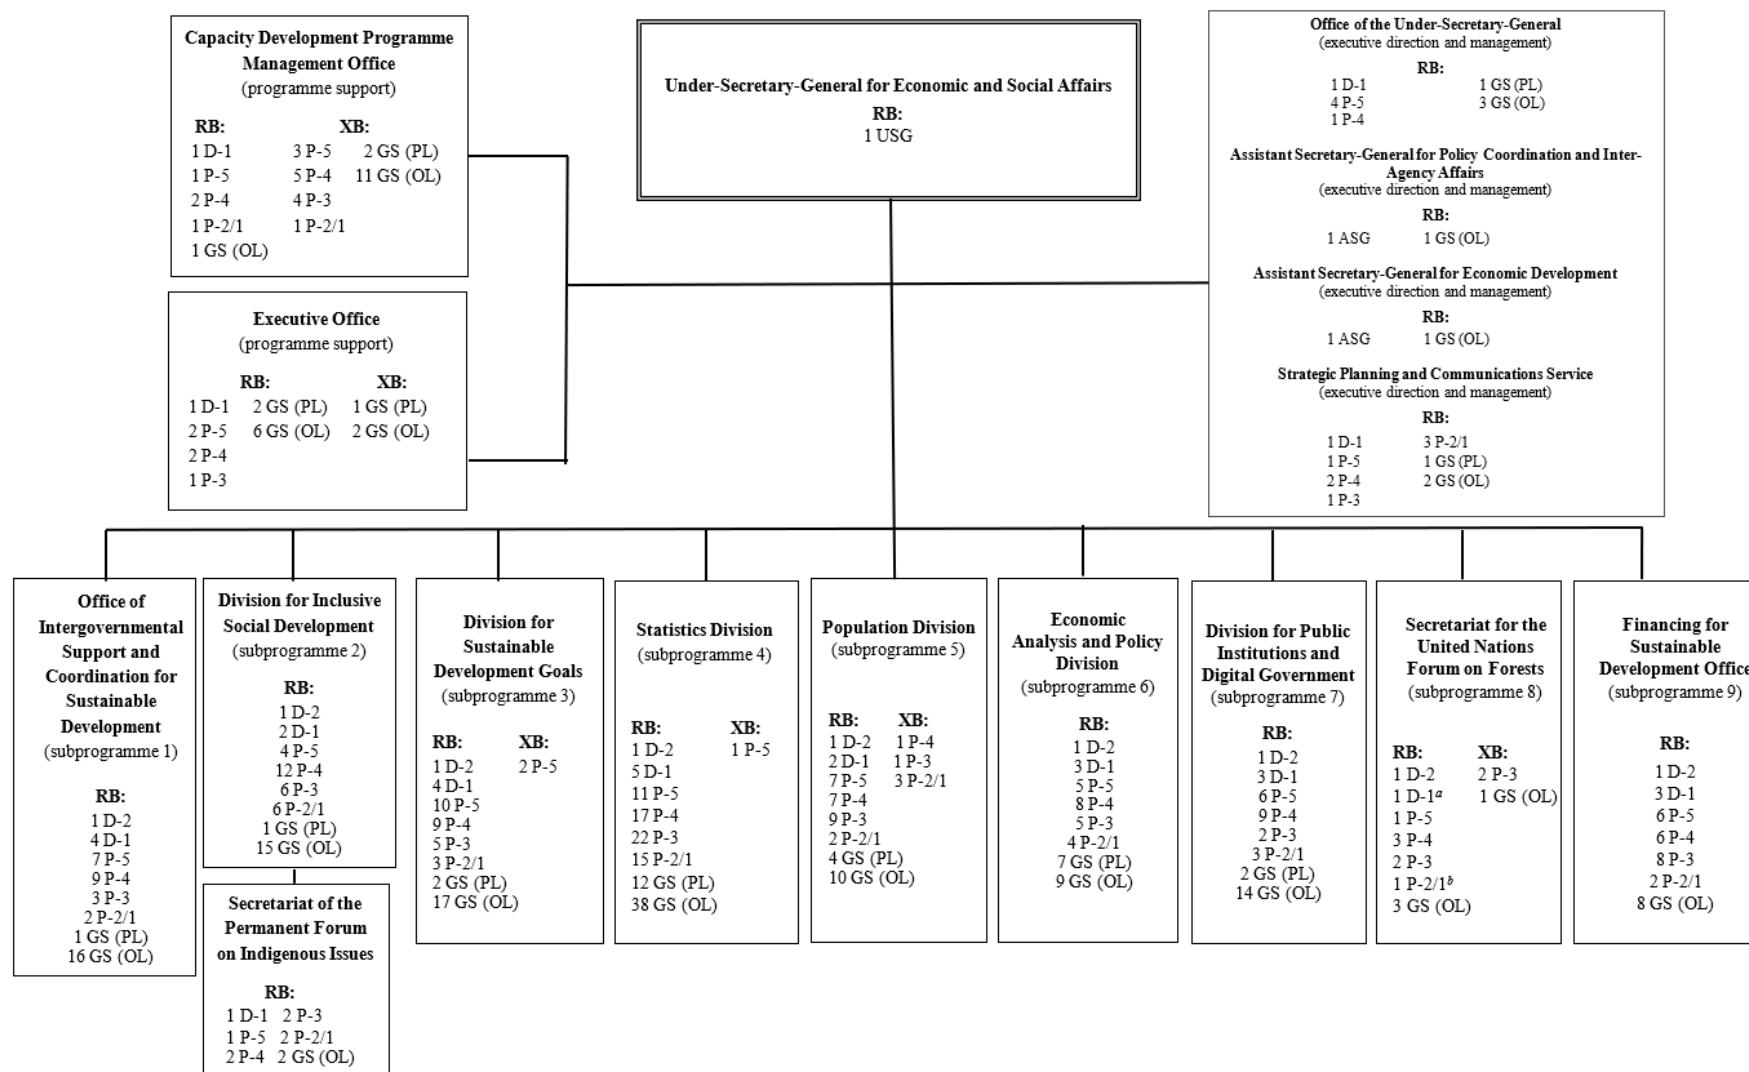 Capacity Development Programme
Management Office
(programme support)
RB: XB:
1 D-1 3 P-5 2 GS (PL)
1 P-5 5 P-4 11 GS (OL)
2 P-4 4 P-3
1 P-2/1 1 P-2/1
1 GS (OL)
Executive Office
(programme support)
RB: XB:
1 D-1 2 GS (PL) 1 GS (PL)
2 P-5 6 GS (OL) 2 GS (OL)
2 P-4
1 P-3
Under-Secretary-General for Economic and Social Affairs
RB:
1 USG
Office of the Under-Secretary-General
(executive direction and management)
RB:
1 D-1 1 GS (PL)
4 P-5 3 GS (OL)
1 P-4
Assistant Secretary-General for Policy Coordination and Inter-
Agency Affairs
(executive direction and management)
RB:
1 ASG 1 GS (OL)
Assistant Secretary-General for Economic Development
(executive direction and management)
RB:
1 ASG 1 GS (OL)
Strategic Planning and Communications Service
(executive direction and management)
RB:
1 D-1 3 P-2/1
1 P-5 1 GS (PL)
2 P-4 2 GS (OL)
1 P-3
Office of
Intergovernmental
Support and
Coordination for
Sustainable
Development
(subprogramme 1)
RB:
1 D-2
4 D-1
7 P-5
9 P-4
3 P-3
2 P-2/1
1 GS (PL)
16 GS (OL)
Division for Inclusive
Social Development
(subprogramme 2)
RB:
1 D-2
2 D-1
4 P-5
12 P-4
6 P-3
6 P-2/1
1 GS (PL)
15 GS (OL)
Secretariat of the
Permanent Forum
on Indigenous Issues
RB:
1 D-1 2 P-3
1 P-5 2 P-2/1
2 P-4 2 GS (OL)
Division for
Sustainable
Development Goals
(subprogramme 3)
RB: XB:
1 D-2 2 P-5
4 D-1
10 P-5
9 P-4
5 P-3
3 P-2/1
2 GS (PL)
17 GS (OL)
Statistics Division
(subprogramme 4)
RB: XB:
1 D-2 1 P-5
5 D-1
11 P-5
17 P-4
22 P-3
15 P-2/1
12 GS (PL)
38 GS (OL)
Population Division
(subprogramme 5)
RB: XB:
1 D-2 1 P-4
2 D-1 1 P-3
7 P-5 3 P-2/1
7 P-4
9 P-3
2 P-2/1
4 GS (PL)
10 GS (OL)
Economic
Analysis and Policy
Division
(subprogramme 6)
RB:
1 D-2
3 D-1
5 P-5
8 P-4
5 P-3
4 P-2/1
7 GS (PL)
9 GS (OL)
Division for Public
Institutions and
Digital Government
(subprogramme 7)
RB:
1 D-2
3 D-1
6 P-5
9 P-4
2 P-3
3 P-2/1
2 GS (PL)
14 GS (OL)
Secretariat for the
United Nations
Forum on Forests
(subprogramme 8)
RB: XB:
1 D-2 2 P-3
1 D-1ᵃ 1 GS (OL)
1 P-5
3 P-4
2 P-3
1 P-2/1ᵇ
3 GS (OL)
Financing for
Sustainable
Development Office
(subprogramme 9)
RB:
1 D-2
3 D-1
6 P-5
6 P-4
8 P-3
2 P-2/1
8 GS (OL)